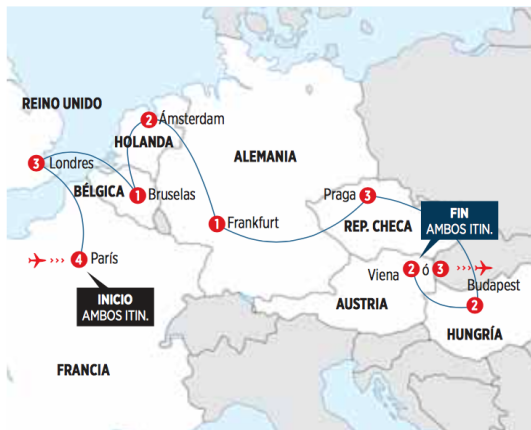 REINO UNIDO
2 Ámsterdam
HOLANDA
3 Londres
ALEMANIA
BÉLGICA
1 Bruselas
Praga 3
1 Frankfurt
REP. CHECA
FIN
AMBOS ITIN.
››› 4 París
Viena 2 ó 3 ›››
Budapest
2
INICIO
AMBOS ITIN.
AUSTRIA
HUNGRÍA
FRANCIA